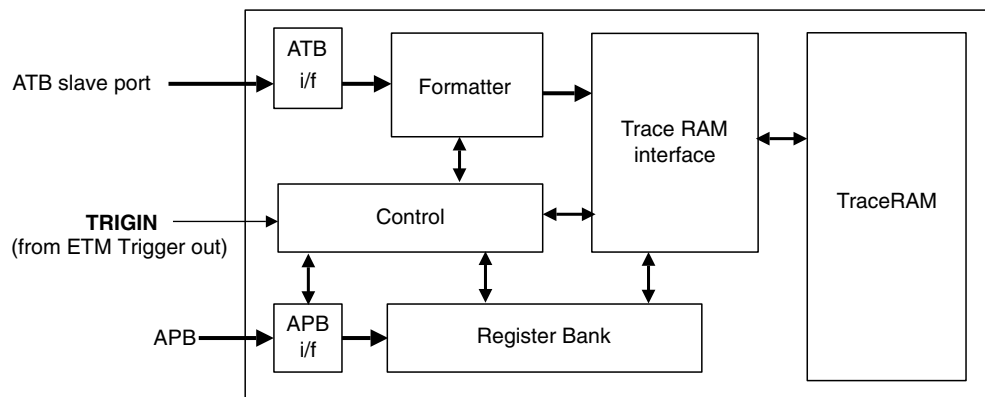 ATB
i/f
ATB slave port
Formatter
Trace RAM
interface
TraceRAM
TRIGIN
(from ETM Trigger out)
Control
APB
APB
i/f
Register Bank